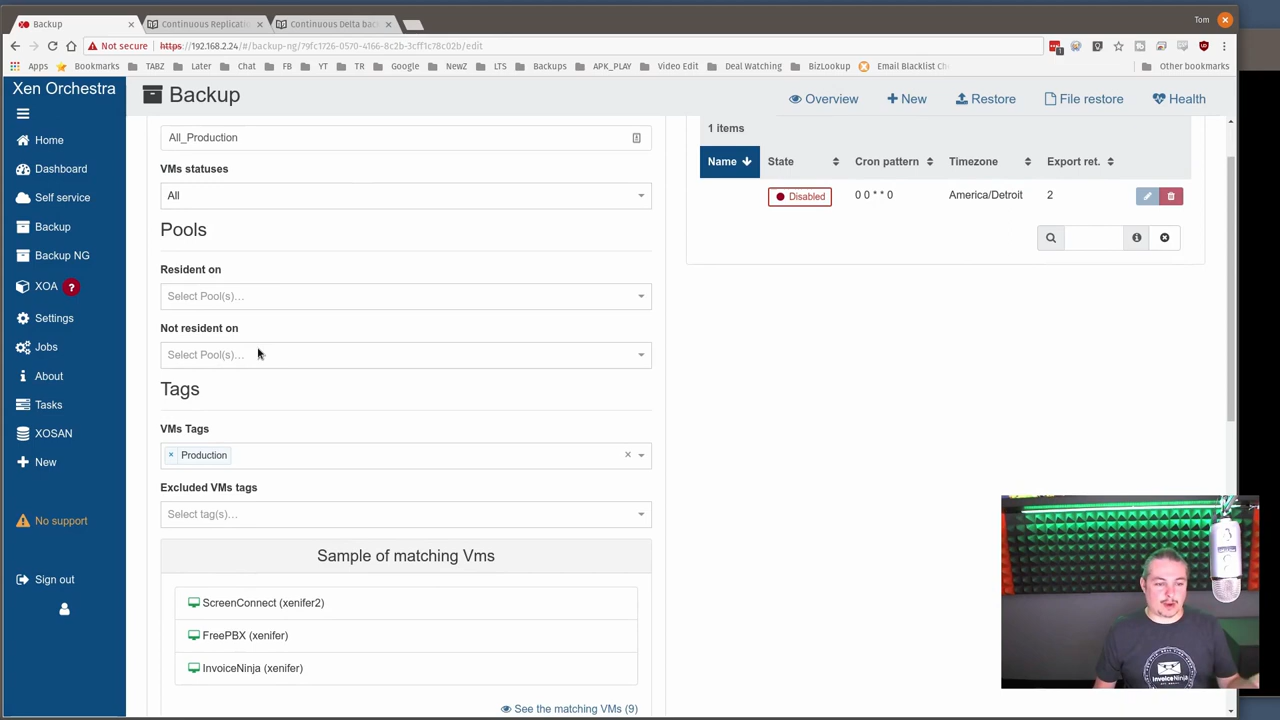 Backup
Continuous Replicati
Continuous Delta bac
Tom
Not secure
https://192.168.2.24/#/backup-ng/79fc1726-0570-4166-8c2b-3cff1c78c02b/edit
Apps
Bookmarks
TABZ
Later
Chat
FB
YT
TR
Google
NewZ
LTS
Backups
APK_PLAY
Video Edit
Deal Watching
BizLookup
Email Blacklist Che
Other bookmarks
Xen Orchestra
Home
Dashboard
Self service
Backup
Backup NG
XOA ?
Settings
Jobs
About
Tasks
XOSAN
New
No support
Sign out
Backup
Overview
New
Restore
File restore
Health
All_Production
VMs statuses
All
Pools
Resident on
Select Pool(s)...
Not resident on
Select Pool(s)...
Tags
VMs Tags
× Production
Excluded VMs tags
Select tag(s)...
Sample of matching Vms
ScreenConnect (xenifer2)
FreePBX (xenifer)
InvoiceNinja (xenifer)
See the matching VMs (9)
1 items
Name State Cron pattern Timezone Export ret.
Disabled 0 0 * * 0 America/Detroit 2
InvoiceNinja